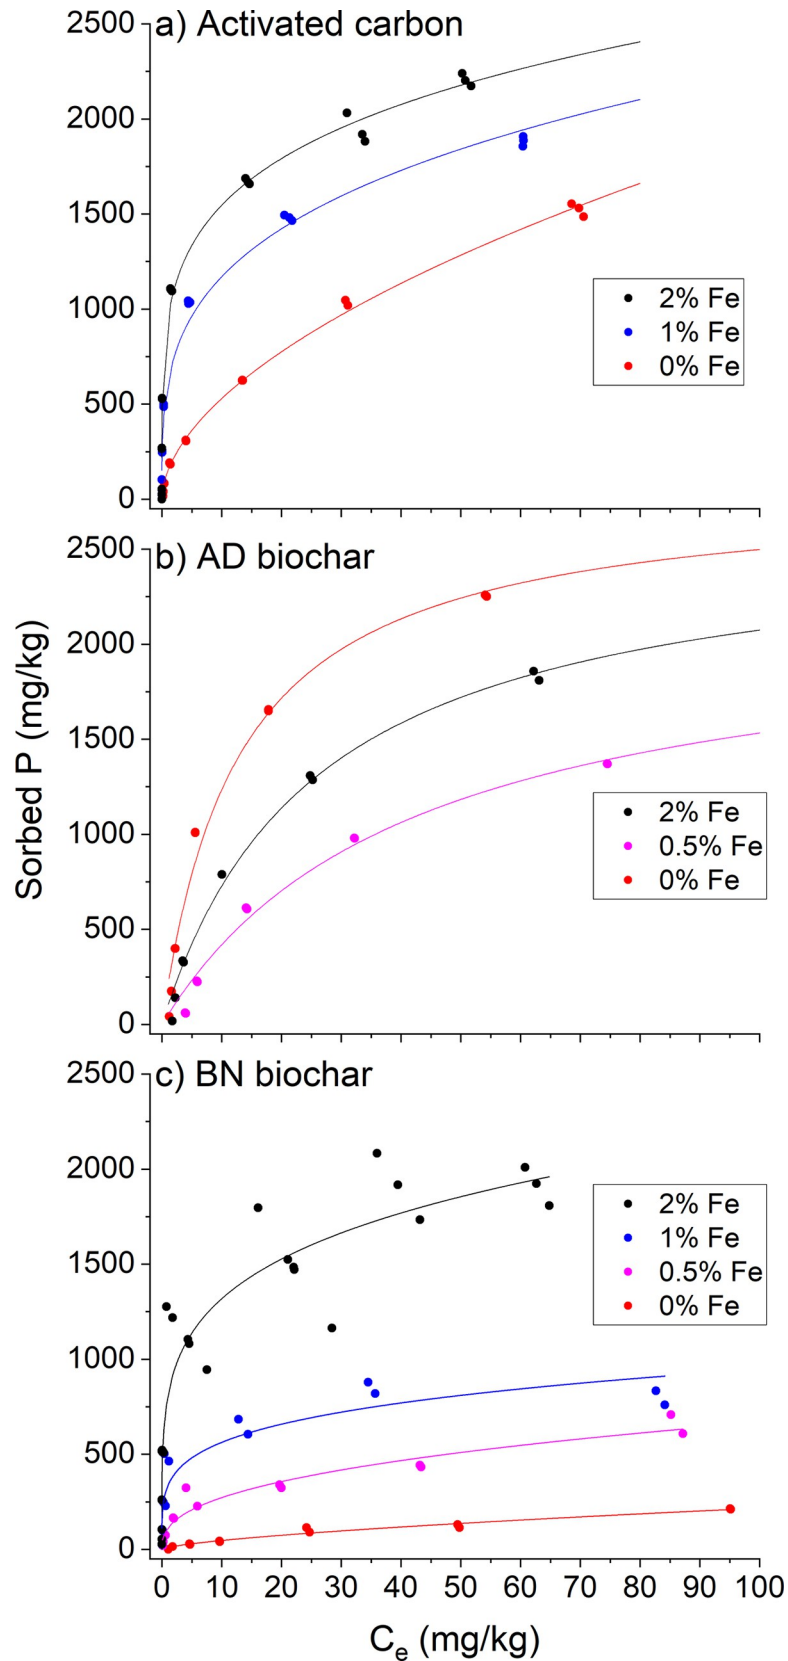 a) Activated carbon
2500
2000
1500
1000
500
0
2% Fe
1% Fe
0% Fe
b) AD biochar
2500
2000
1500
1000
500
0
2% Fe
0.5% Fe
0% Fe
Sorbed P (mg/kg)
c) BN biochar
2500
2000
1500
1000
500
0
2% Fe
1% Fe
0.5% Fe
0% Fe
0 10 20 30 40 50 60 70 80 90 100
Ce (mg/kg)